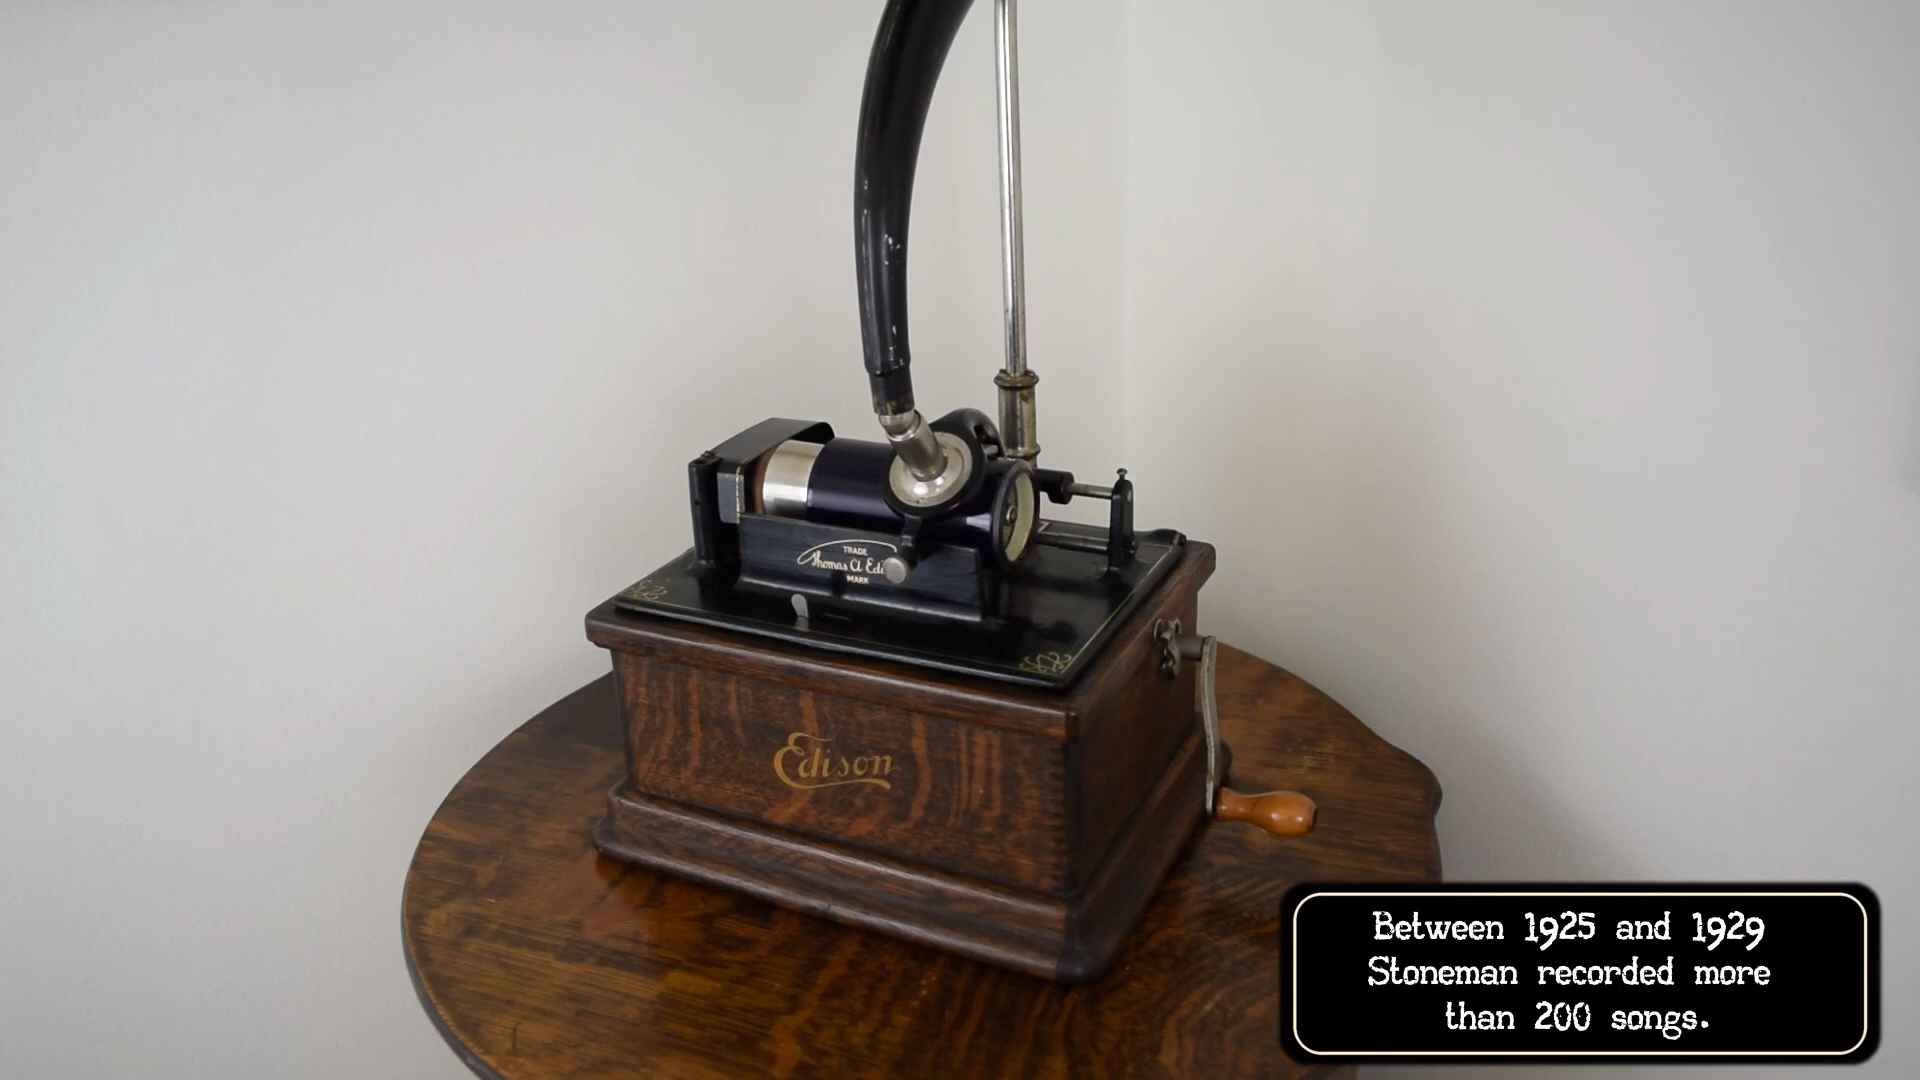 TRADE
Thomas A Edi
MARK
Edison
Between 1925 and 1929
Stoneman recorded more
than 200 songs.